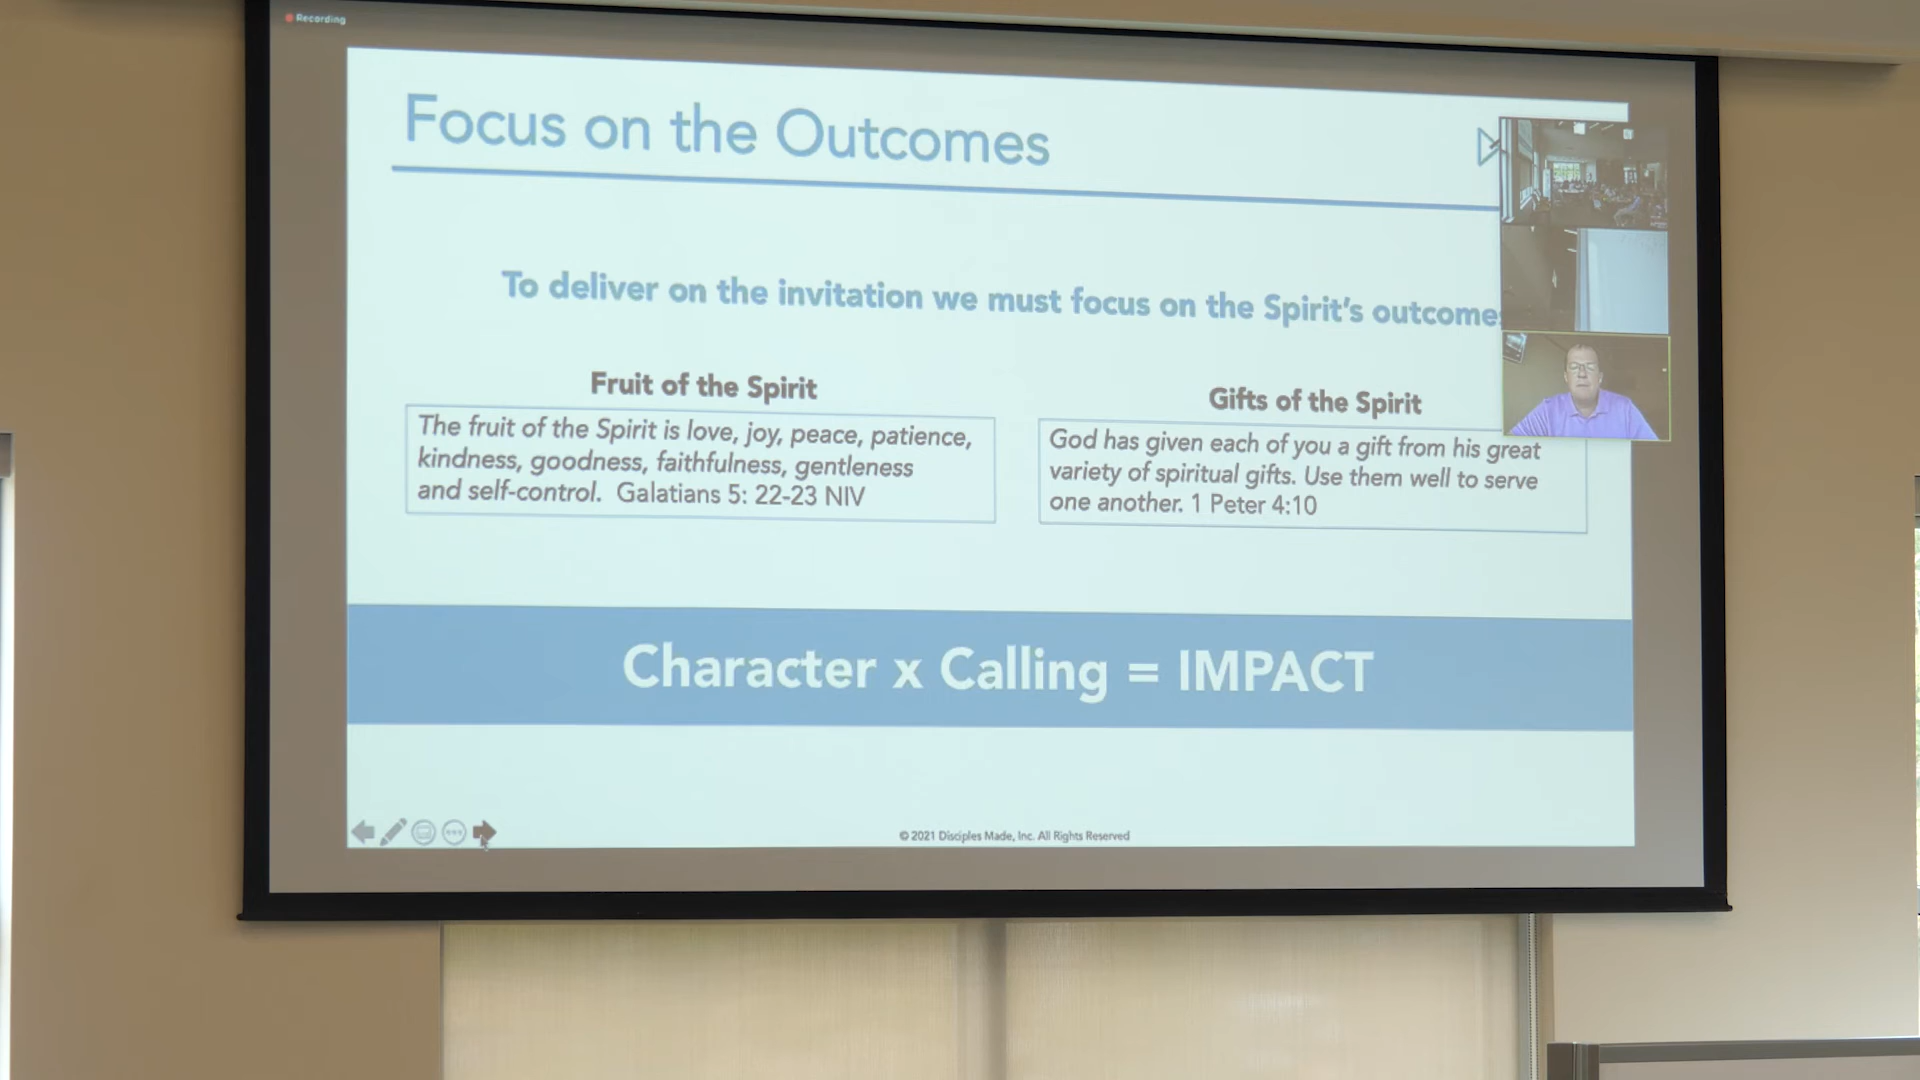 Recording
Focus on the Outcomes
To deliver on the invitation we must focus on the Spirit's outcome
Fruit of the Spirit
The fruit of the Spirit is love, joy, peace, patience,
kindness, goodness, faithfulness, gentleness
and self-control. Galatians 5: 22-23 NIV
Gifts of the Spirit
God has given each of you a gift from his great
variety of spiritual gifts. Use them well to serve
one another. 1 Peter 4:10
Character x Calling = IMPACT
© 2021 Disciples Made, Inc. All Rights Reserved